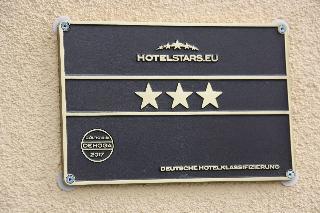 HOTELSTARS.EU
DEHOGA
2017
DEUTSCHE HOTELKLASSIFIZIERUNG